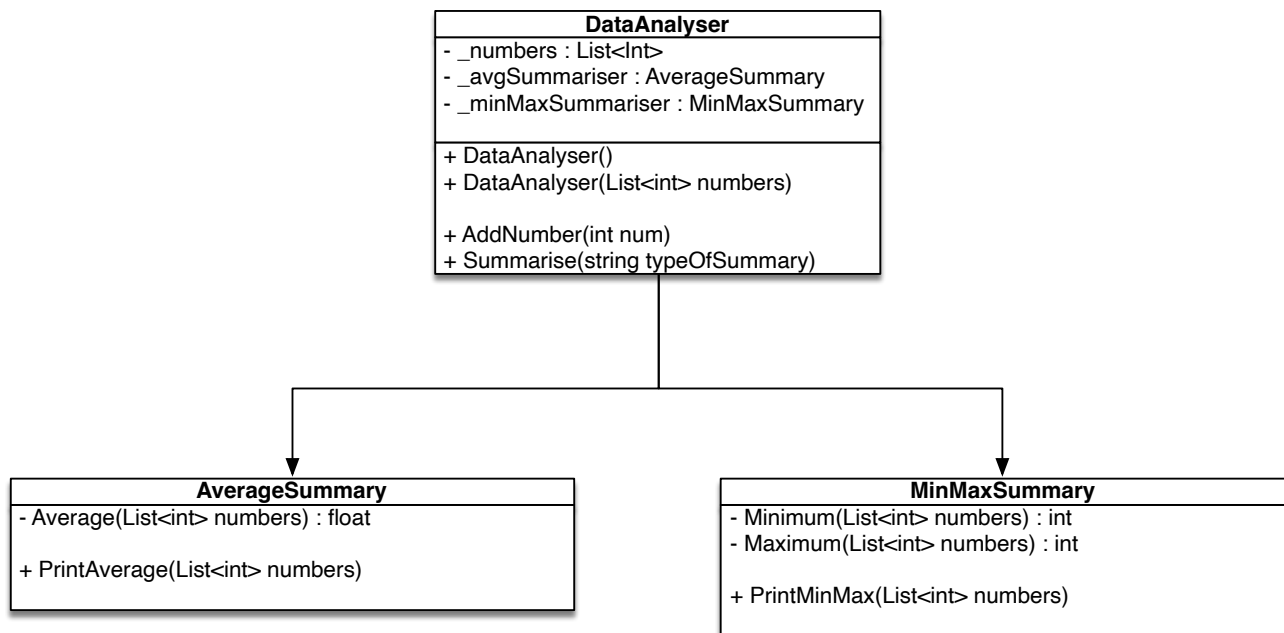 DataAnalyser
- _numbers : List<Int>
- _avgSummariser : AverageSummary
- _minMaxSummariser : MinMaxSummary
+ DataAnalyser()
+ DataAnalyser(List<int> numbers)
+ AddNumber(int num)
+ Summarise(string typeOfSummary)
AverageSummary
- Average(List<int> numbers) : float
+ PrintAverage(List<int> numbers)
MinMaxSummary
- Minimum(List<int> numbers) : int
- Maximum(List<int> numbers) : int
+ PrintMinMax(List<int> numbers)